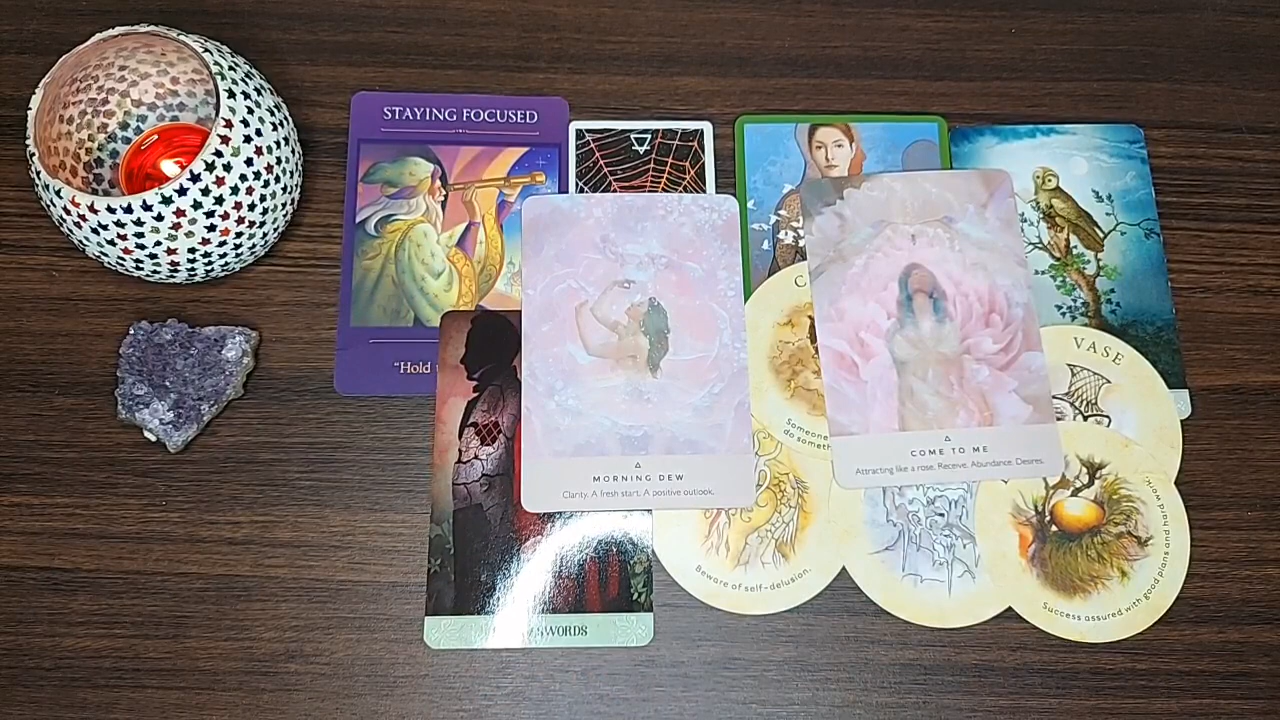 STAYING FOCUSED
"Hold
VASE
Someone
do someth
MORNING DEW
Clarity. A fresh start. A positive outlook.
COME TO ME
Attracting like a rose. Receive. Abundance. Desires.
Beware of self-delusion.
Success assured with good plans and hard work.
SWORDS